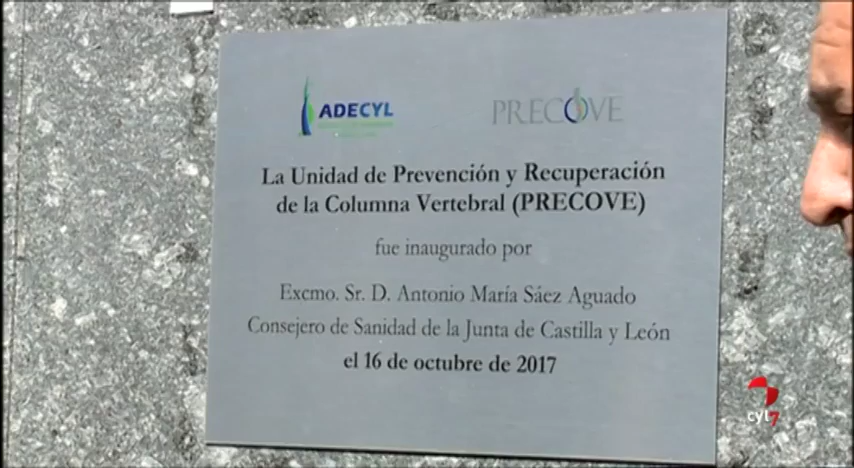 ADECYL
PRECOVE
La Unidad de Prevención y Recuperación
de la Columna Vertebral (PRECOVE)
fue inaugurado por
Excmo. Sr. D. Antonio María Sáez Aguado
Consejero de Sanidad de la Junta de Castilla y León
el 16 de octubre de 2017
cyl7